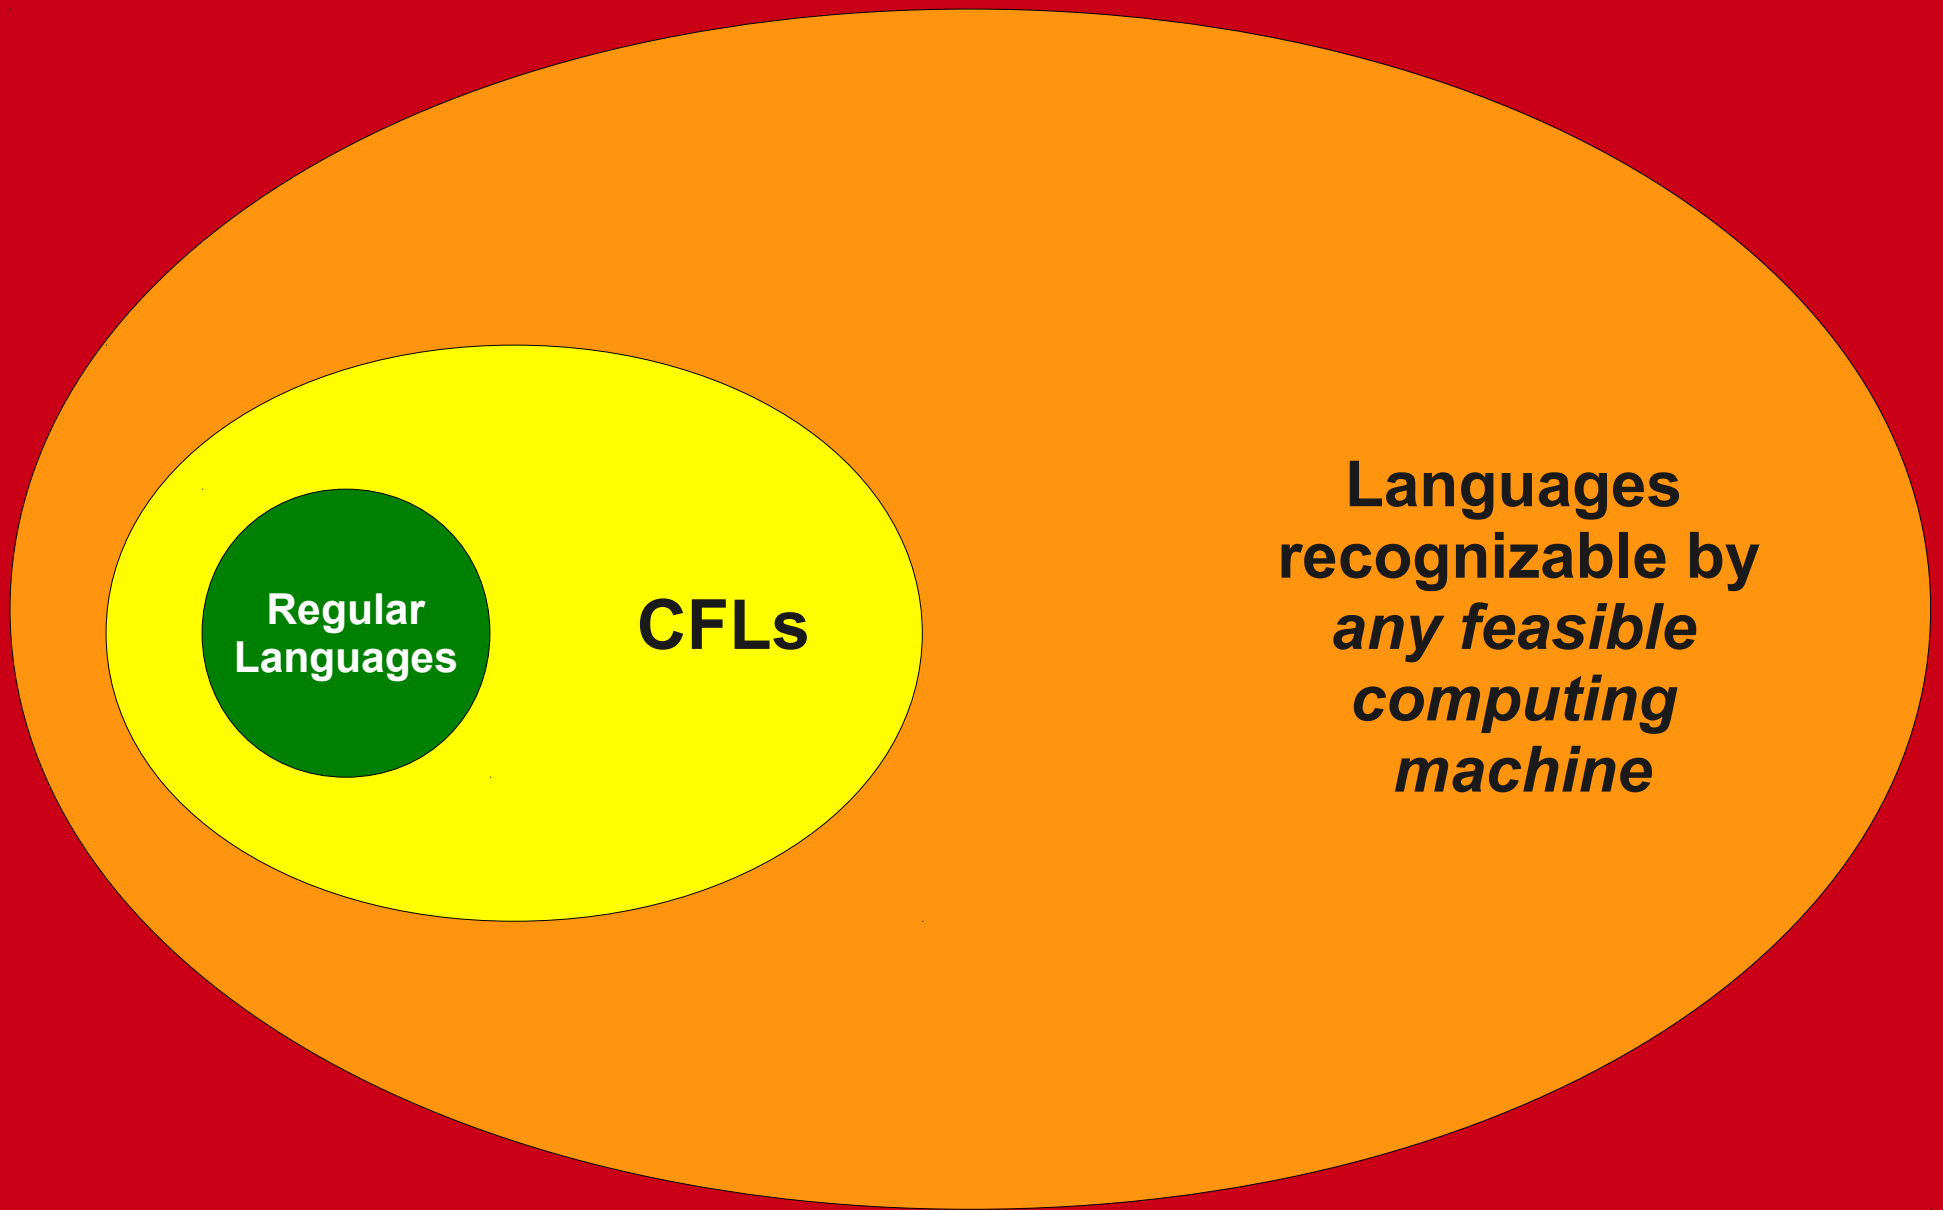 Regular
Languages
CFLs
Languages
recognizable by
any feasible
computing
machine